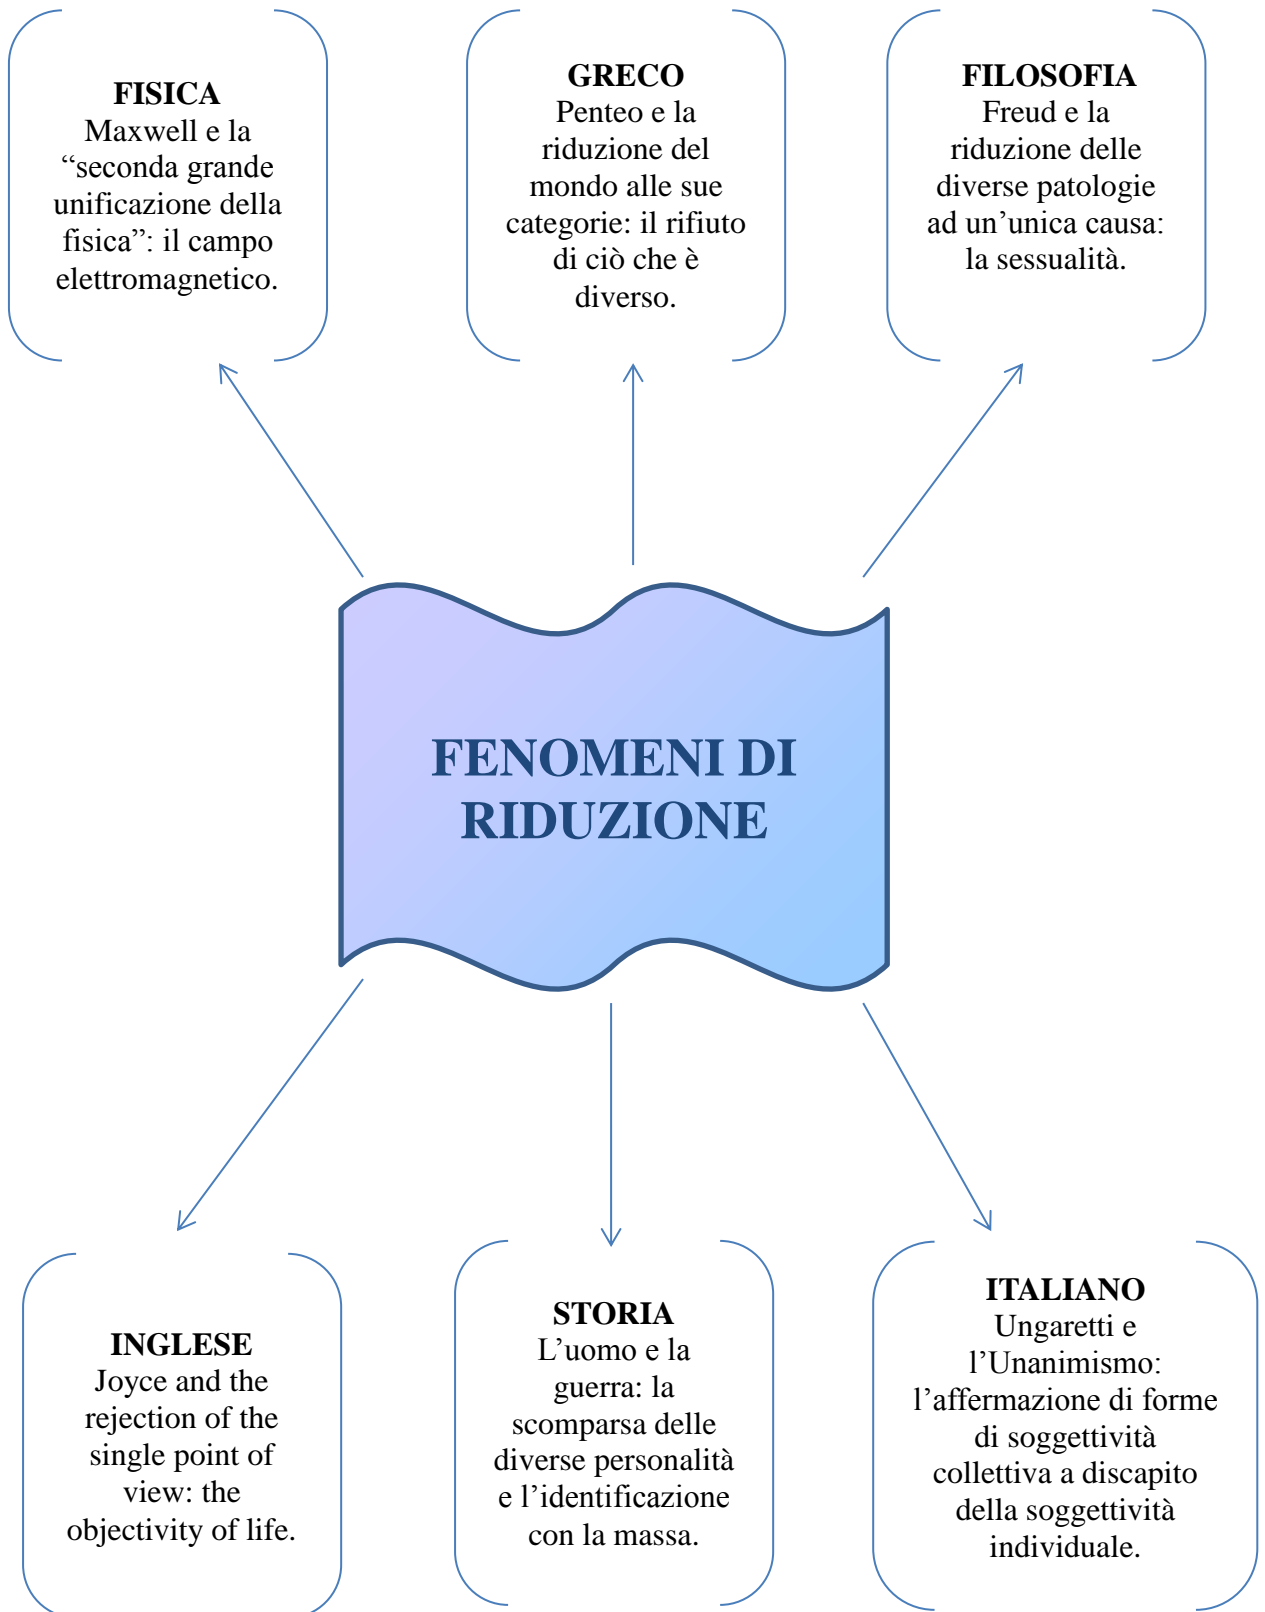 FISICA
Maxwell e la
“seconda grande
unificazione della
fisica”: il campo
elettromagnetico.
GRECO
Penteo e la
riduzione del
mondo alle sue
categorie: il rifiuto
di ciò che è
diverso.
FILOSOFIA
Freud e la
riduzione delle
diverse patologie
ad un’unica causa:
la sessualità.
FENOMENI DI
RIDUZIONE
INGLESE
Joyce and the
rejection of the
single point of
view: the
objectivity of life.
STORIA
L’uomo e la
guerra: la
scomparsa delle
diverse personalità
e l’identificazione
con la massa.
ITALIANO
Ungaretti e
l’Unanimismo:
l’affermazione di forme
di soggettività
collettiva a discapito
della soggettività
individuale.